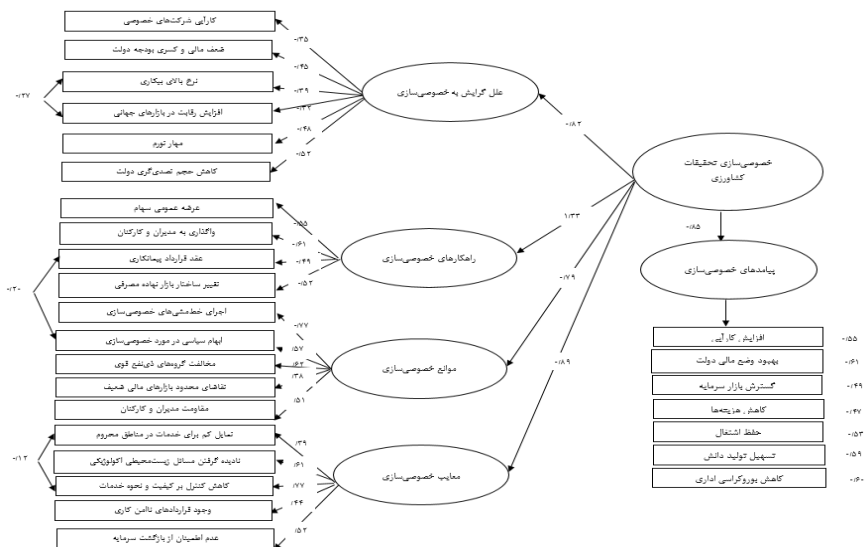 کارآیی شرکت‌های خصوصی
ضعف مالی و کسری بودجه دولت
نرخ بالای بیکاری
افزایش رقابت در بازارهای جهانی
مهار تورم
کاهش حجم تصدی‌گری دولت
۰/۲۷
۰/۳۵
۰/۴۵
۰/۳۹
۰/۳۲
۰/۴۸
۰/۵۲
علل گرایش به خصوصی‌سازی
۰/۸۲
خصوصی‌سازی تحقیقات
کشاورزی
عرضه عمومی سهام
واگذاری به مدیران و کارکنان
عقد قرارداد پیمانکاری
تغییر ساختار بازار نهاده مصرفی
۰/۵۵
۰/۶۱
۰/۴۹
۰/۵۲
راهکارهای خصوصی‌سازی
۱/۳۳
۰/۲۰
اجرای خط‌مشی‌های خصوصی‌سازی
ابهام سیاسی در مورد خصوصی‌سازی
مخالفت گروه‌های ذی‌نفع قوی
تقاضای محدود بازارهای مالی ضعیف
مقاومت مدیران و کارکنان
۰/۷۷
/۵۷
/۶۲
/۳۸
/۵۱
موانع خصوصی‌سازی
۰/۷۹
تمایل کم برای خدمات در مناطق محروم
نادیده گرفتن مسائل زیست‌محیطی اکولوژیکی
کاهش کنترل بر کیفیت و نحوه خدمات
وجود قراردادهای ناامن کاری
عدم اطمینان از بازگشت سرمایه
۰/۱۲
/۳۹
/۶۱
/۷۷
/۴۴
/۵۲
معایب خصوصی‌سازی
۰/۸۹
۰/۸۵
پیامدهای خصوصی‌سازی
افزایش کارآیی
۰/۵۵
بهبود وضع مالی دولت
۰/۶۱
گسترش بازار سرمایه
۰/۴۹
کاهش هزینه‌ها
۰/۴۷
حفظ اشتغال
۰/۵۳
تسهیل تولید دانش
۰/۵۹
کاهش بوروکراسی اداری
۰/۶۰